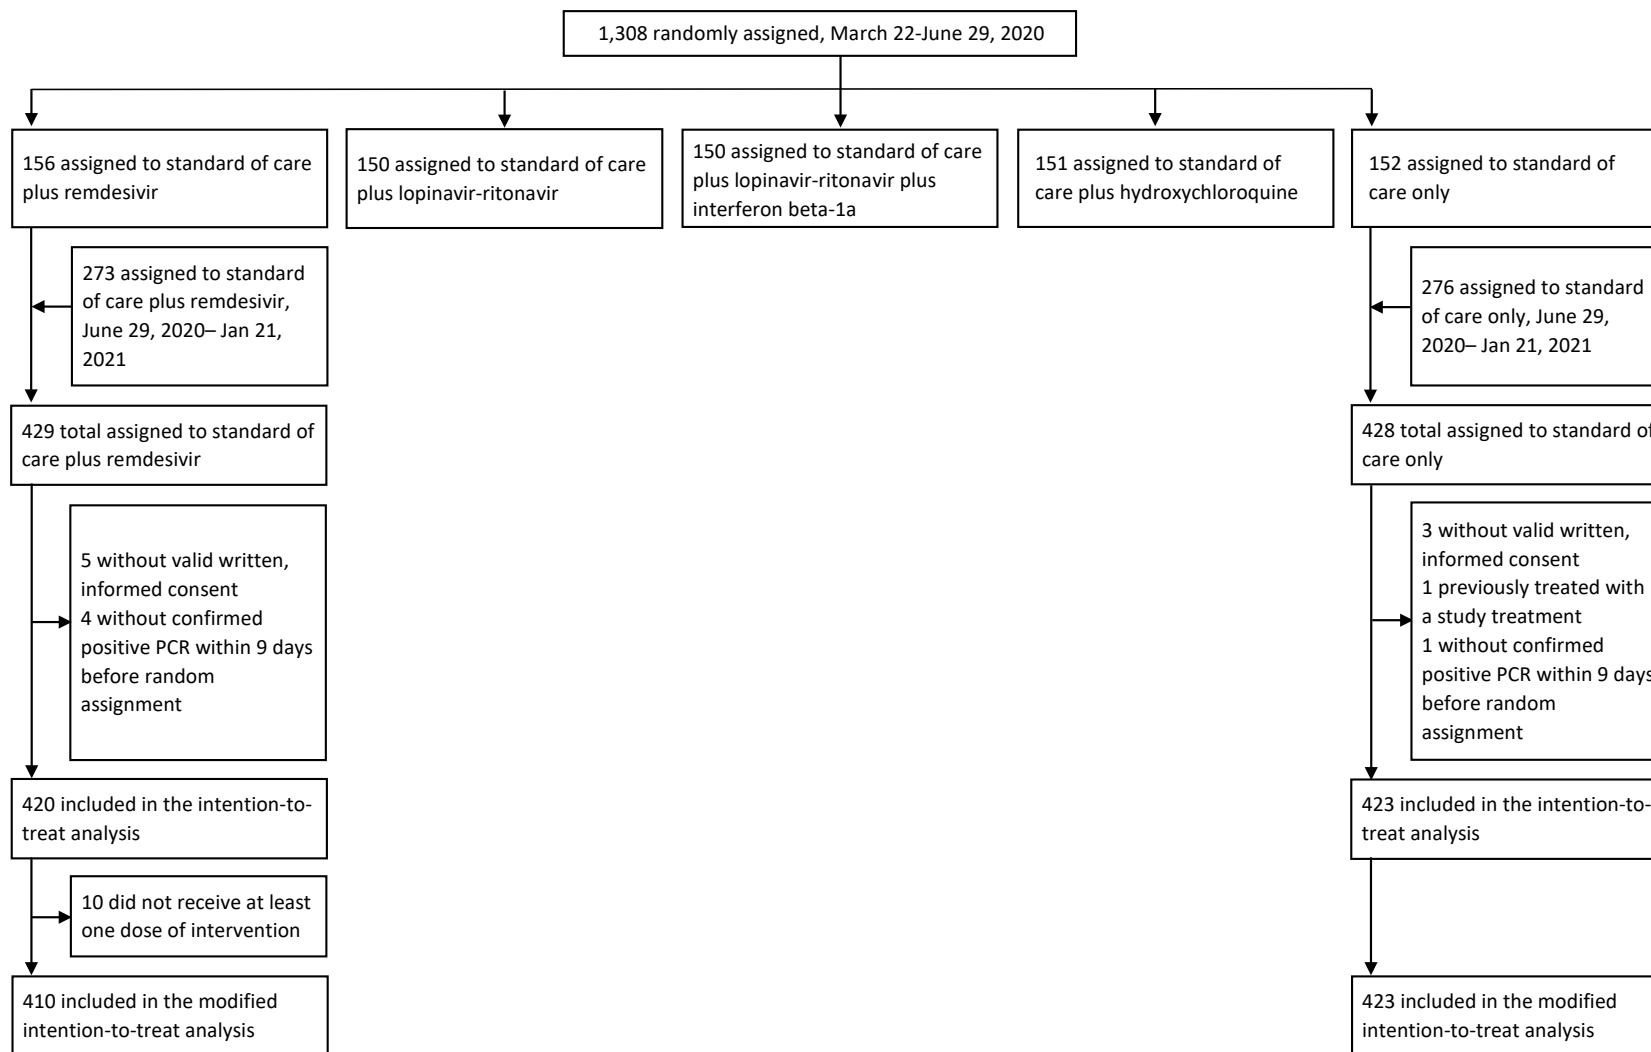 1,308 randomly assigned, March 22-June 29, 2020
156 assigned to standard of care
plus remdesivir
150 assigned to standard of care
plus lopinavir-ritonavir
150 assigned to standard of care
plus lopinavir-ritonavir plus
interferon beta-1a
151 assigned to standard of
care plus hydroxychloroquine
152 assigned to standard of
care only
273 assigned to standard
of care plus remdesivir,
June 29, 2020– Jan 21,
2021
276 assigned to standard
of care only, June 29,
2020– Jan 21, 2021
429 total assigned to standard of
care plus remdesivir
428 total assigned to standard of
care only
5 without valid written,
informed consent
4 without confirmed
positive PCR within 9 days
before random
assignment
3 without valid written,
informed consent
1 previously treated with
a study treatment
1 without confirmed
positive PCR within 9 days
before random
assignment
420 included in the intention-to-
treat analysis
423 included in the intention-to-
treat analysis
10 did not receive at least
one dose of intervention
410 included in the modified
intention-to-treat analysis
423 included in the modified
intention-to-treat analysis